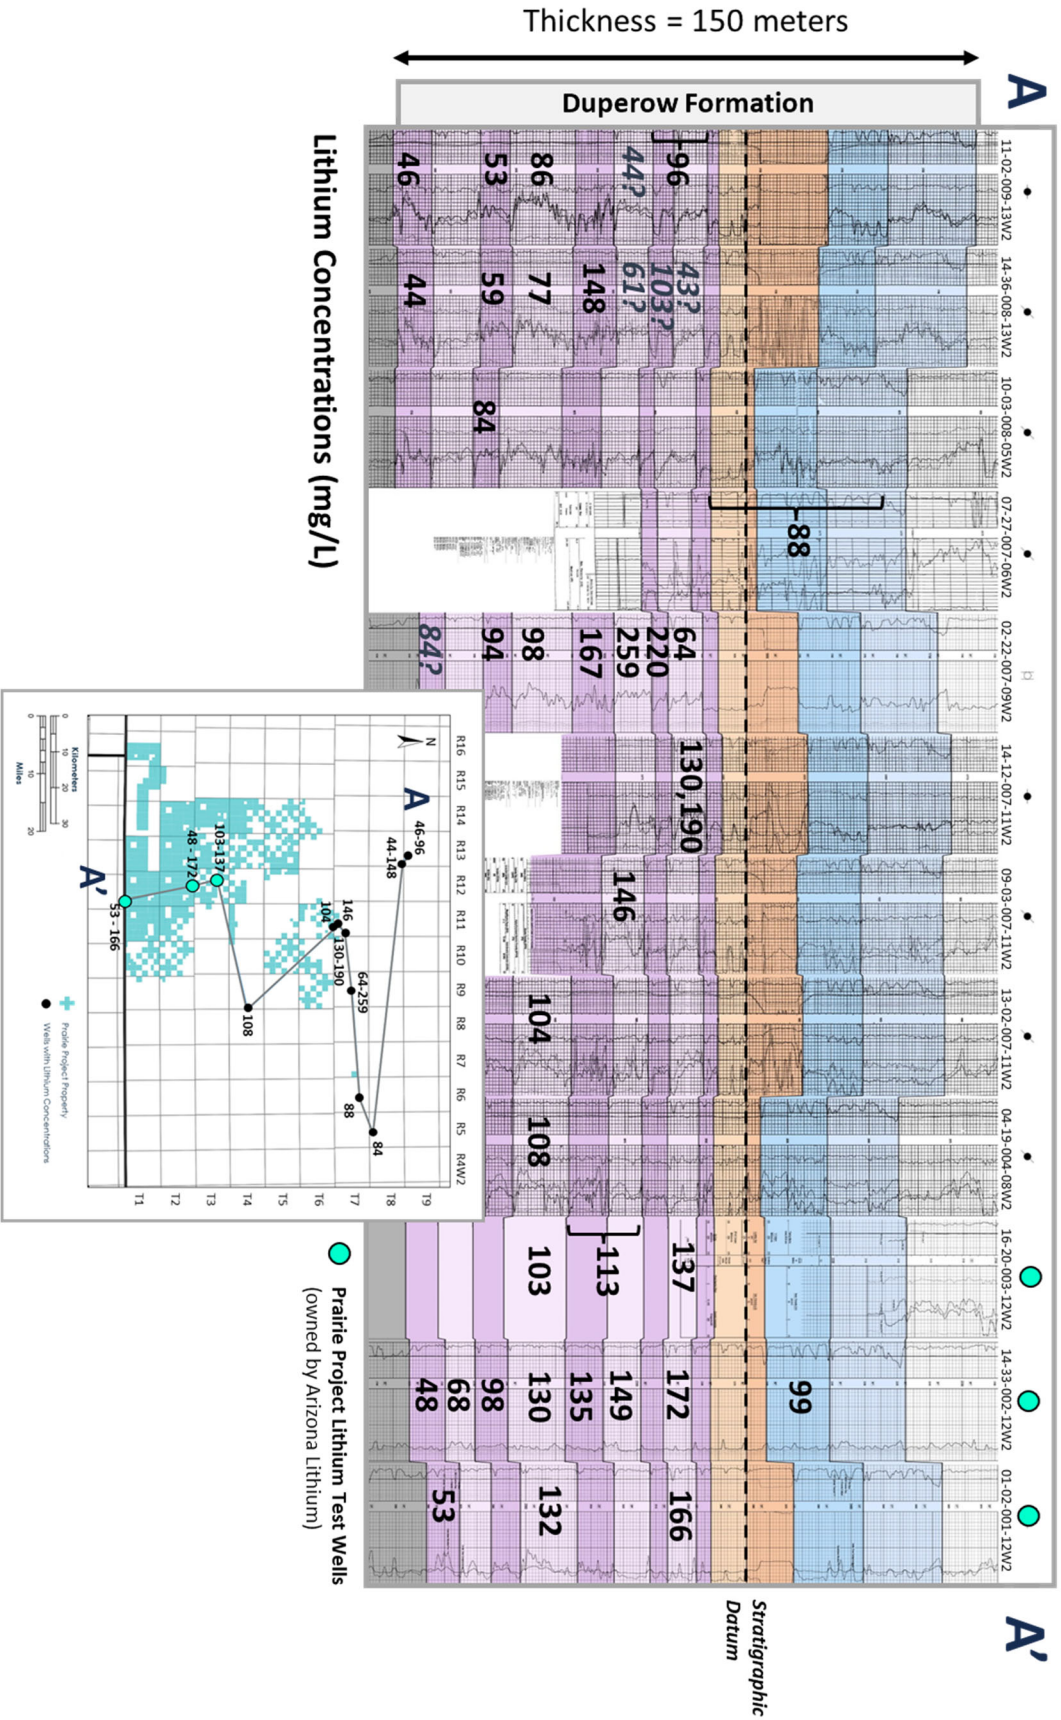 Thickness = 150 meters
A
Duperow Formation
Lithium Concentrations (mg/L)
11-02-009-13W2
96
44?
86
53
46
14-36-008-13W2
43?
103?
61?
148
77
59
44
10-03-008-05W2
84
07-27-007-06W2
88
02-22-007-09W2
64
220
259
167
98
94
84?
14-12-007-11W2
130,190
09-03-007-11W2
146
13-02-007-11W2
104
04-19-004-08W2
108
16-20-003-12W2
137
113
103
14-33-002-12W2
99
172
149
135
130
98
68
48
01-02-001-12W2
166
132
53
A’
Stratigraphic
Datum
R16
R15
R14
R13
R12
R11
R10
R9
R8
R7
R6
R5
R4W2
T9
T8
T7
T6
T5
T4
T3
T2
T1
N
A
46-96
44-148
146
104
130-190
64-259
88
84
108
103-137
48 - 172
53 - 166
A’
Kilometers
0 10 20 30
0 10 20
Miles
Prairie Project Property
Wells with Lithium Concentrations
Prairie Project Lithium Test Wells
(owned by Arizona Lithium)